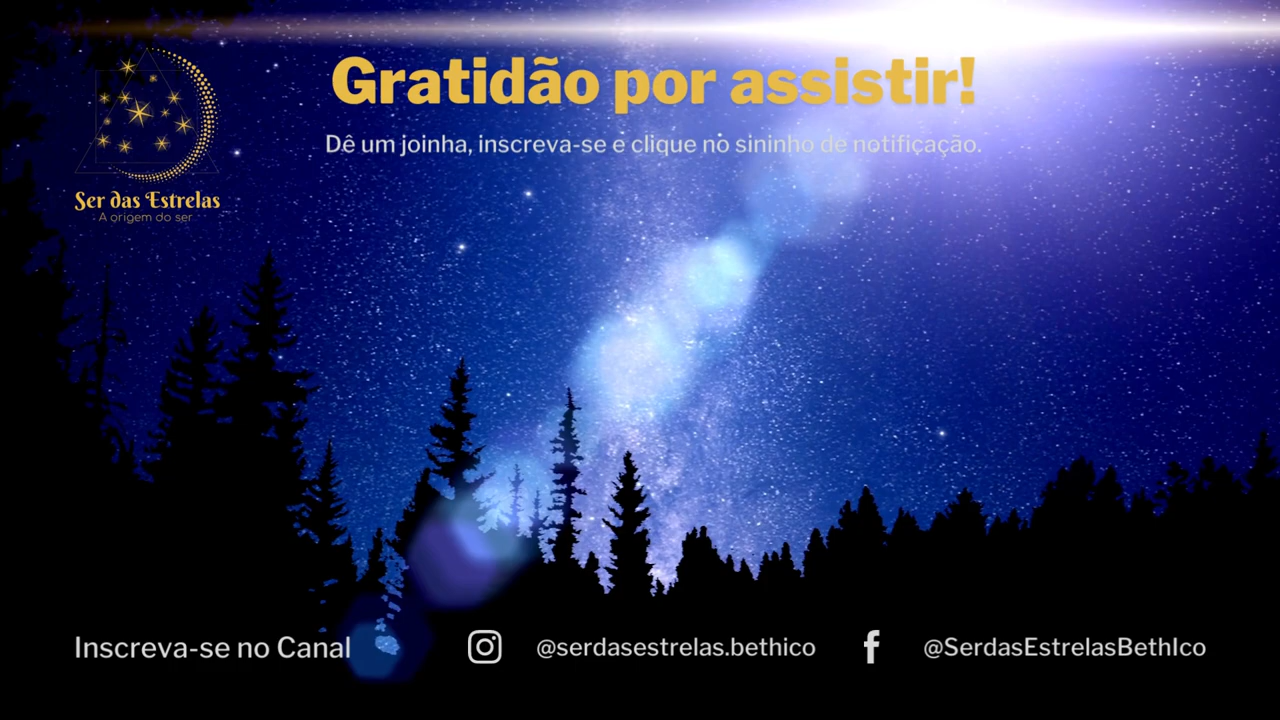 Gratidão por assistir!
Dê um joinha, inscreva-se e clique no sininho de notificação.
Ser das Estrelas
A origem do ser
Inscreva-se no Canal
@serdasestrelas.bethico
@SerdasEstrelasBethIco